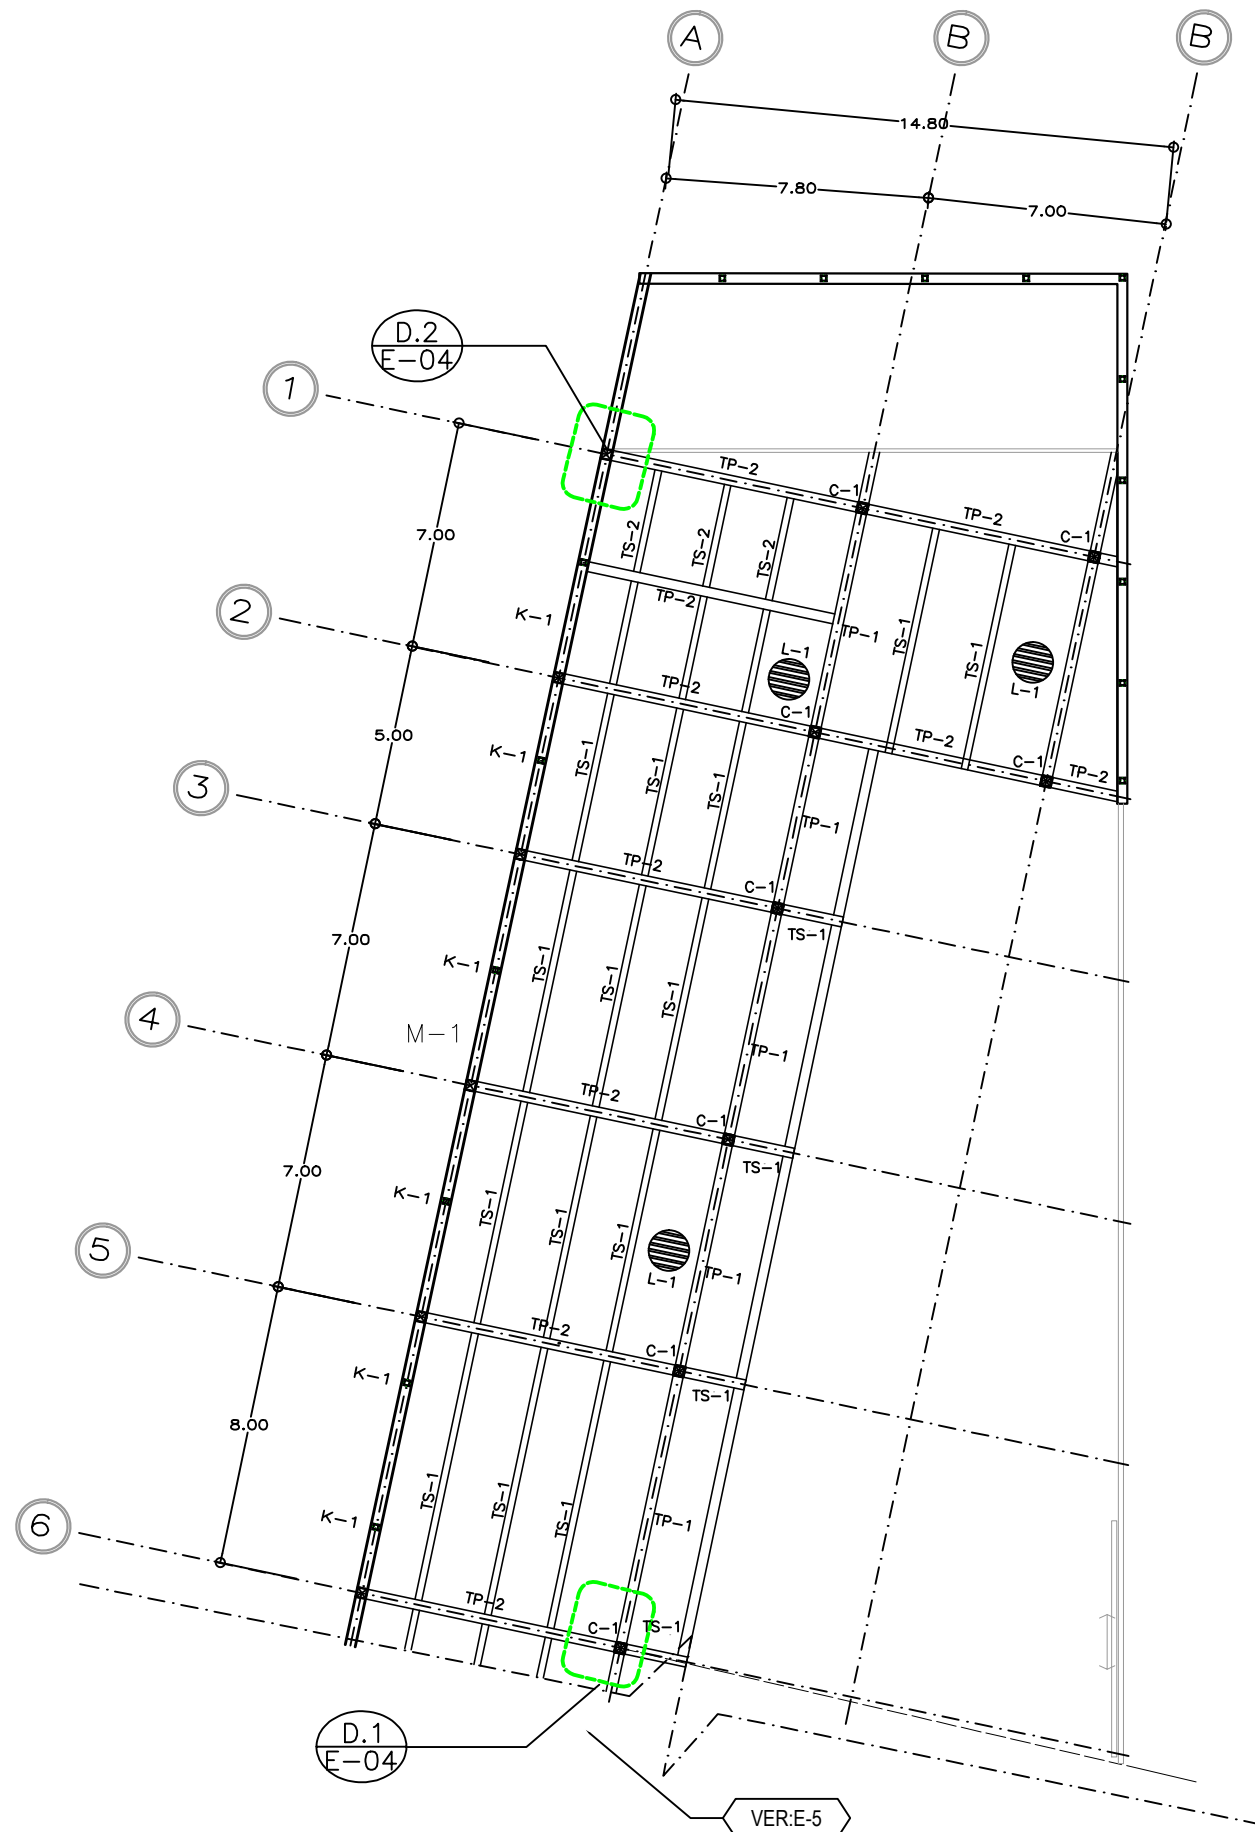 A
B
B
14.80
7.80
7.00
D.2
E-04
1
TP-2
C-1
TP-2
C-1
7.00
TS-2
TS-2
TS-2
2
K-1
TP-2
TP-1
TS-1
TS-1
L-1
L-1
TP-2
C-1
TP-2
C-1
TP-2
5.00
K-1
TS-1
TS-1
TS-1
3
TP-1
TP-2
C-1
TS-1
7.00
K-1
TS-1
TS-1
TS-1
4
M-1
TP-1
TP-2
C-1
TS-1
7.00
K-1
TS-1
TS-1
TS-1
5
L-1
TP-1
TP-2
C-1
K-1
TS-1
8.00
TS-1
TS-1
TS-1
6
K-1
TP-1
TP-2
C-1
TS-1
D.1
E-04
VER:E-5